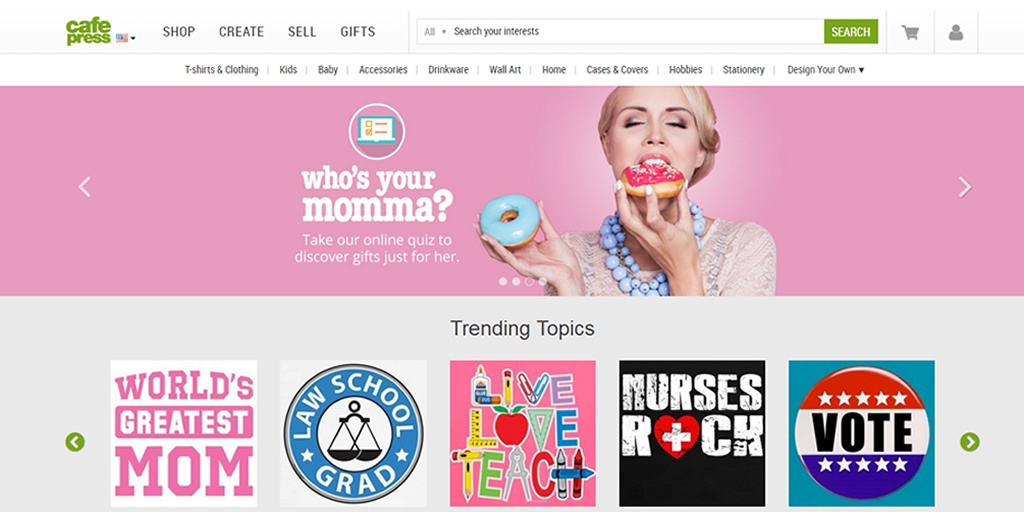 cafe
press
SHOP CREATE SELL GIFTS
All Search your interests SEARCH
T-shirts & Clothing | Kids | Baby | Accessories | Drinkware | Wall Art | Home | Cases & Covers | Hobbies | Stationery | Design Your Own
who's your
momma?
Take our online quiz to
discover gifts just for her.
Trending Topics
WORLD'S
GREATEST
MOM
LAW SCHOOL
GRAD
LIVE
LOVE
TEACH
NURSES
ROCK
VOTE